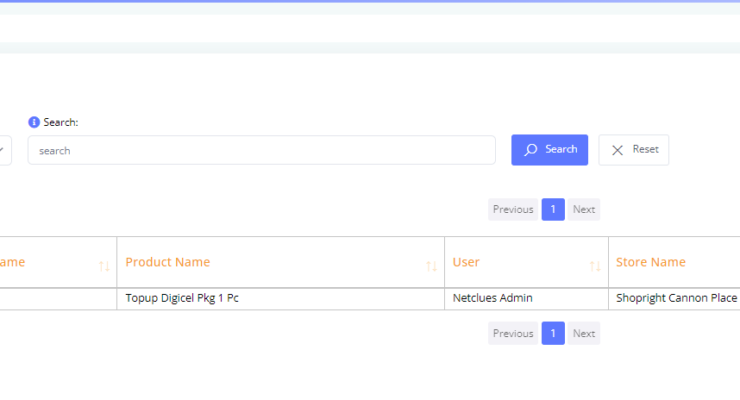 Search:
search
Search
Reset
Previous 1 Next
ame Product Name User Store Name
Topup Digicel Pkg 1 Pc Netclues Admin Shopright Cannon Place
Previous 1 Next